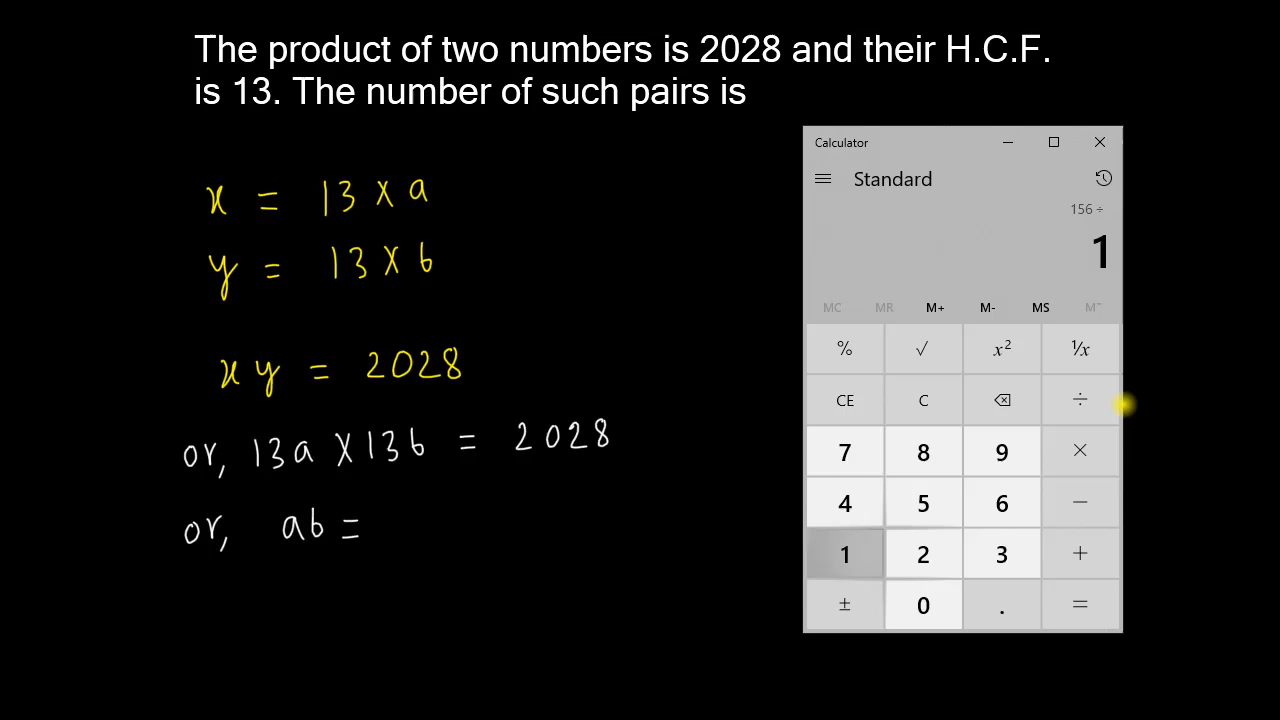 The product of two numbers is 2028 and their H.C.F.
is 13. The number of such pairs is
x = 13 × a
y = 13 × b
xy = 2028
or, 13a × 13b = 2028
or, ab =
Calculator
Standard
156 ÷
1
MC MR M+ M- MS M˅
% √ x² ¹/x
CE C ⌫ ÷
7 8 9 ×
4 5 6 −
1 2 3 +
± 0 . =